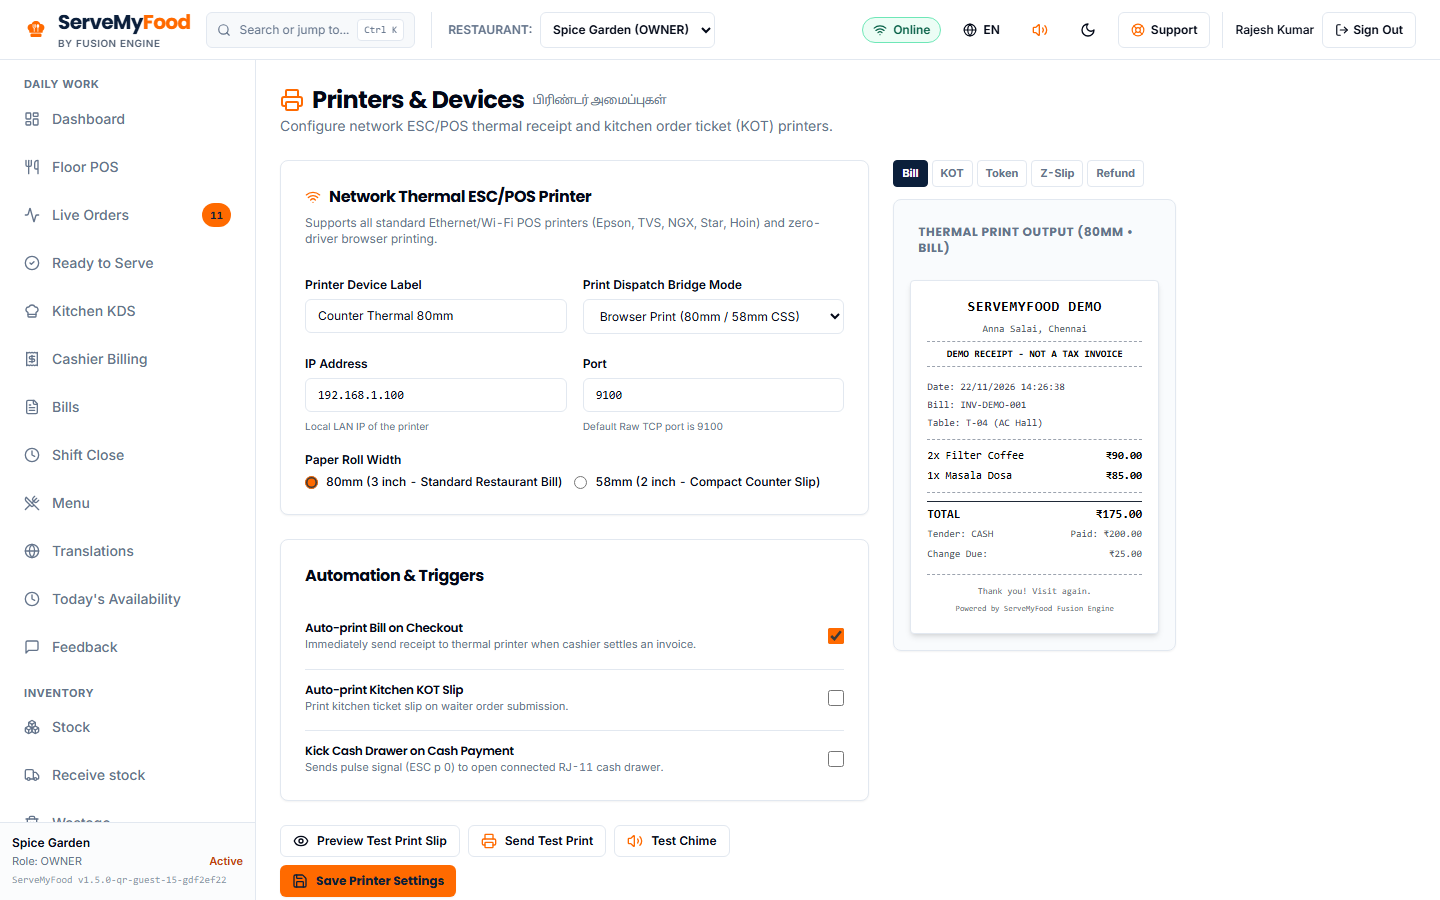 ServeMyFood
BY FUSION ENGINE
Search or jump to... Ctrl K
RESTAURANT: Spice Garden (OWNER)
Online
EN
Support
Rajesh Kumar
Sign Out
DAILY WORK
Dashboard
Floor POS
Live Orders 11
Ready to Serve
Kitchen KDS
Cashier Billing
Bills
Shift Close
Menu
Translations
Today's Availability
Feedback
INVENTORY
Stock
Receive stock
Wastage
Spice Garden
Role: OWNER Active
ServeMyFood v1.5.0-qr-guest-15-gdf2ef22
Printers & Devices பிரிண்டர் அமைப்புகள்
Configure network ESC/POS thermal receipt and kitchen order ticket (KOT) printers.
Network Thermal ESC/POS Printer
Supports all standard Ethernet/Wi-Fi POS printers (Epson, TVS, NGX, Star, Hoin) and zero-
driver browser printing.
Printer Device Label
Counter Thermal 80mm
Print Dispatch Bridge Mode
Browser Print (80mm / 58mm CSS)
IP Address
192.168.1.100
Local LAN IP of the printer
Port
9100
Default Raw TCP port is 9100
Paper Roll Width
80mm (3 inch - Standard Restaurant Bill) 58mm (2 inch - Compact Counter Slip)
Automation & Triggers
Auto-print Bill on Checkout
Immediately send receipt to thermal printer when cashier settles an invoice.
Auto-print Kitchen KOT Slip
Print kitchen ticket slip on waiter order submission.
Kick Cash Drawer on Cash Payment
Sends pulse signal (ESC p 0) to open connected RJ-11 cash drawer.
Preview Test Print Slip
Send Test Print
Test Chime
Save Printer Settings
Bill KOT Token Z-Slip Refund
THERMAL PRINT OUTPUT (80MM •
BILL)
SERVEMYFOOD DEMO
Anna Salai, Chennai
DEMO RECEIPT - NOT A TAX INVOICE
Date: 22/11/2026 14:26:38
Bill: INV-DEMO-001
Table: T-04 (AC Hall)
2x Filter Coffee ₹90.00
1x Masala Dosa ₹85.00
TOTAL ₹175.00
Tender: CASH Paid: ₹200.00
Change Due: ₹25.00
Thank you! Visit again.
Powered by ServeMyFood Fusion Engine